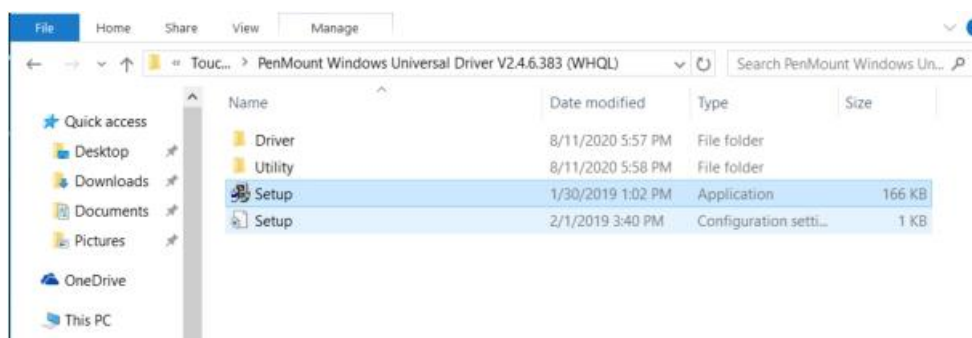 File Home Share View Manage
« Touc... > PenMount Windows Universal Driver V2.4.6.383 (WHQL) Search PenMount Windows Un...
Name Date modified Type Size
Quick access
Driver 8/11/2020 5:57 PM File folder
Desktop
Utility 8/11/2020 5:58 PM File folder
Downloads
Setup 1/30/2019 1:02 PM Application 166 KB
Documents
Setup 2/1/2019 3:40 PM Configuration setti... 1 KB
Pictures
OneDrive
This PC